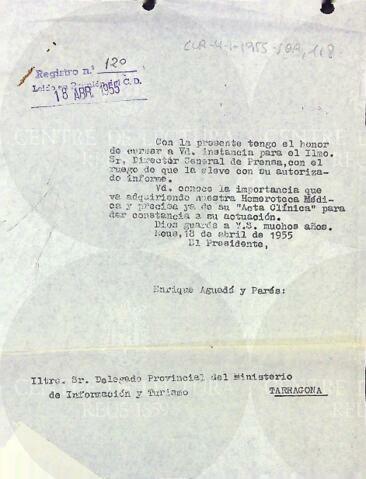 CLR-4-1-1955-
Registro n.º 120
18 ABR. 1955
Con la presente tengo el honor
de cursar a Vd. instancia para el Ilmo.
Sr. Director General de Prensa, con el
ruego de que la eleve con su autoriza-
do informe.
Vd. conoce la importancia que
va adquiriendo nuestra Hemeroteca Médi-
ca y precisa ya de su "Acta Clínica" para
dar constancia a su actuación.
Dios guarde a V.S. muchos años.
Reus, 18 de abril de 1955
El Presidente,
Enrique Aguadé y Parés:
Iltre. Sr. Delegado Provincial del Ministerio
de Información y Turismo TARRAGONA